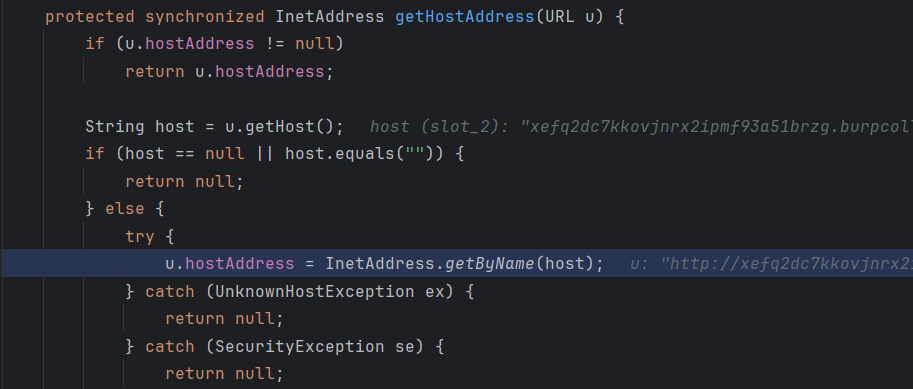 protected synchronized InetAddress getHostAddress(URL u) {
if (u.hostAddress != null)
return u.hostAddress;
String host = u.getHost();   host (slot_2): "xefq2dc7kkovjnrx2ipmf93a51brzg.burpcoll
if (host == null || host.equals("")) {
return null;
} else {
try {
u.hostAddress = InetAddress.getByName(host);   u: "http://xefq2dc7kkovjnrx2i
} catch (UnknownHostException ex) {
return null;
} catch (SecurityException se) {
return null;